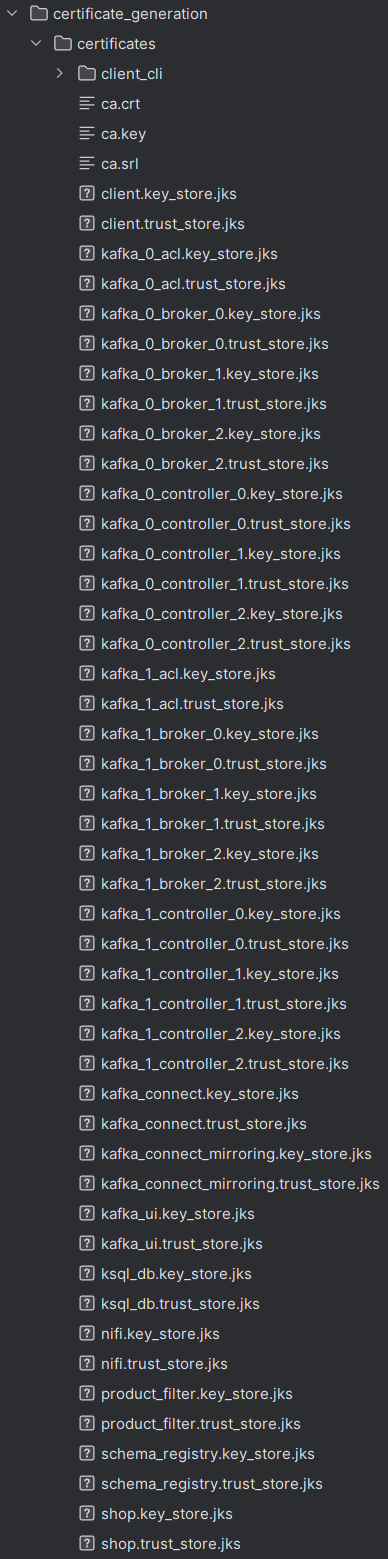 certificate_generation
certificates
client_cli
ca.crt
ca.key
ca.srl
client.key_store.jks
client.trust_store.jks
kafka_0_acl.key_store.jks
kafka_0_acl.trust_store.jks
kafka_0_broker_0.key_store.jks
kafka_0_broker_0.trust_store.jks
kafka_0_broker_1.key_store.jks
kafka_0_broker_1.trust_store.jks
kafka_0_broker_2.key_store.jks
kafka_0_broker_2.trust_store.jks
kafka_0_controller_0.key_store.jks
kafka_0_controller_0.trust_store.jks
kafka_0_controller_1.key_store.jks
kafka_0_controller_1.trust_store.jks
kafka_0_controller_2.key_store.jks
kafka_0_controller_2.trust_store.jks
kafka_1_acl.key_store.jks
kafka_1_acl.trust_store.jks
kafka_1_broker_0.key_store.jks
kafka_1_broker_0.trust_store.jks
kafka_1_broker_1.key_store.jks
kafka_1_broker_1.trust_store.jks
kafka_1_broker_2.key_store.jks
kafka_1_broker_2.trust_store.jks
kafka_1_controller_0.key_store.jks
kafka_1_controller_0.trust_store.jks
kafka_1_controller_1.key_store.jks
kafka_1_controller_1.trust_store.jks
kafka_1_controller_2.key_store.jks
kafka_1_controller_2.trust_store.jks
kafka_connect.key_store.jks
kafka_connect.trust_store.jks
kafka_connect_mirroring.key_store.jks
kafka_connect_mirroring.trust_store.jks
kafka_ui.key_store.jks
kafka_ui.trust_store.jks
ksql_db.key_store.jks
ksql_db.trust_store.jks
nifi.key_store.jks
nifi.trust_store.jks
product_filter.key_store.jks
product_filter.trust_store.jks
schema_registry.key_store.jks
schema_registry.trust_store.jks
shop.key_store.jks
shop.trust_store.jks